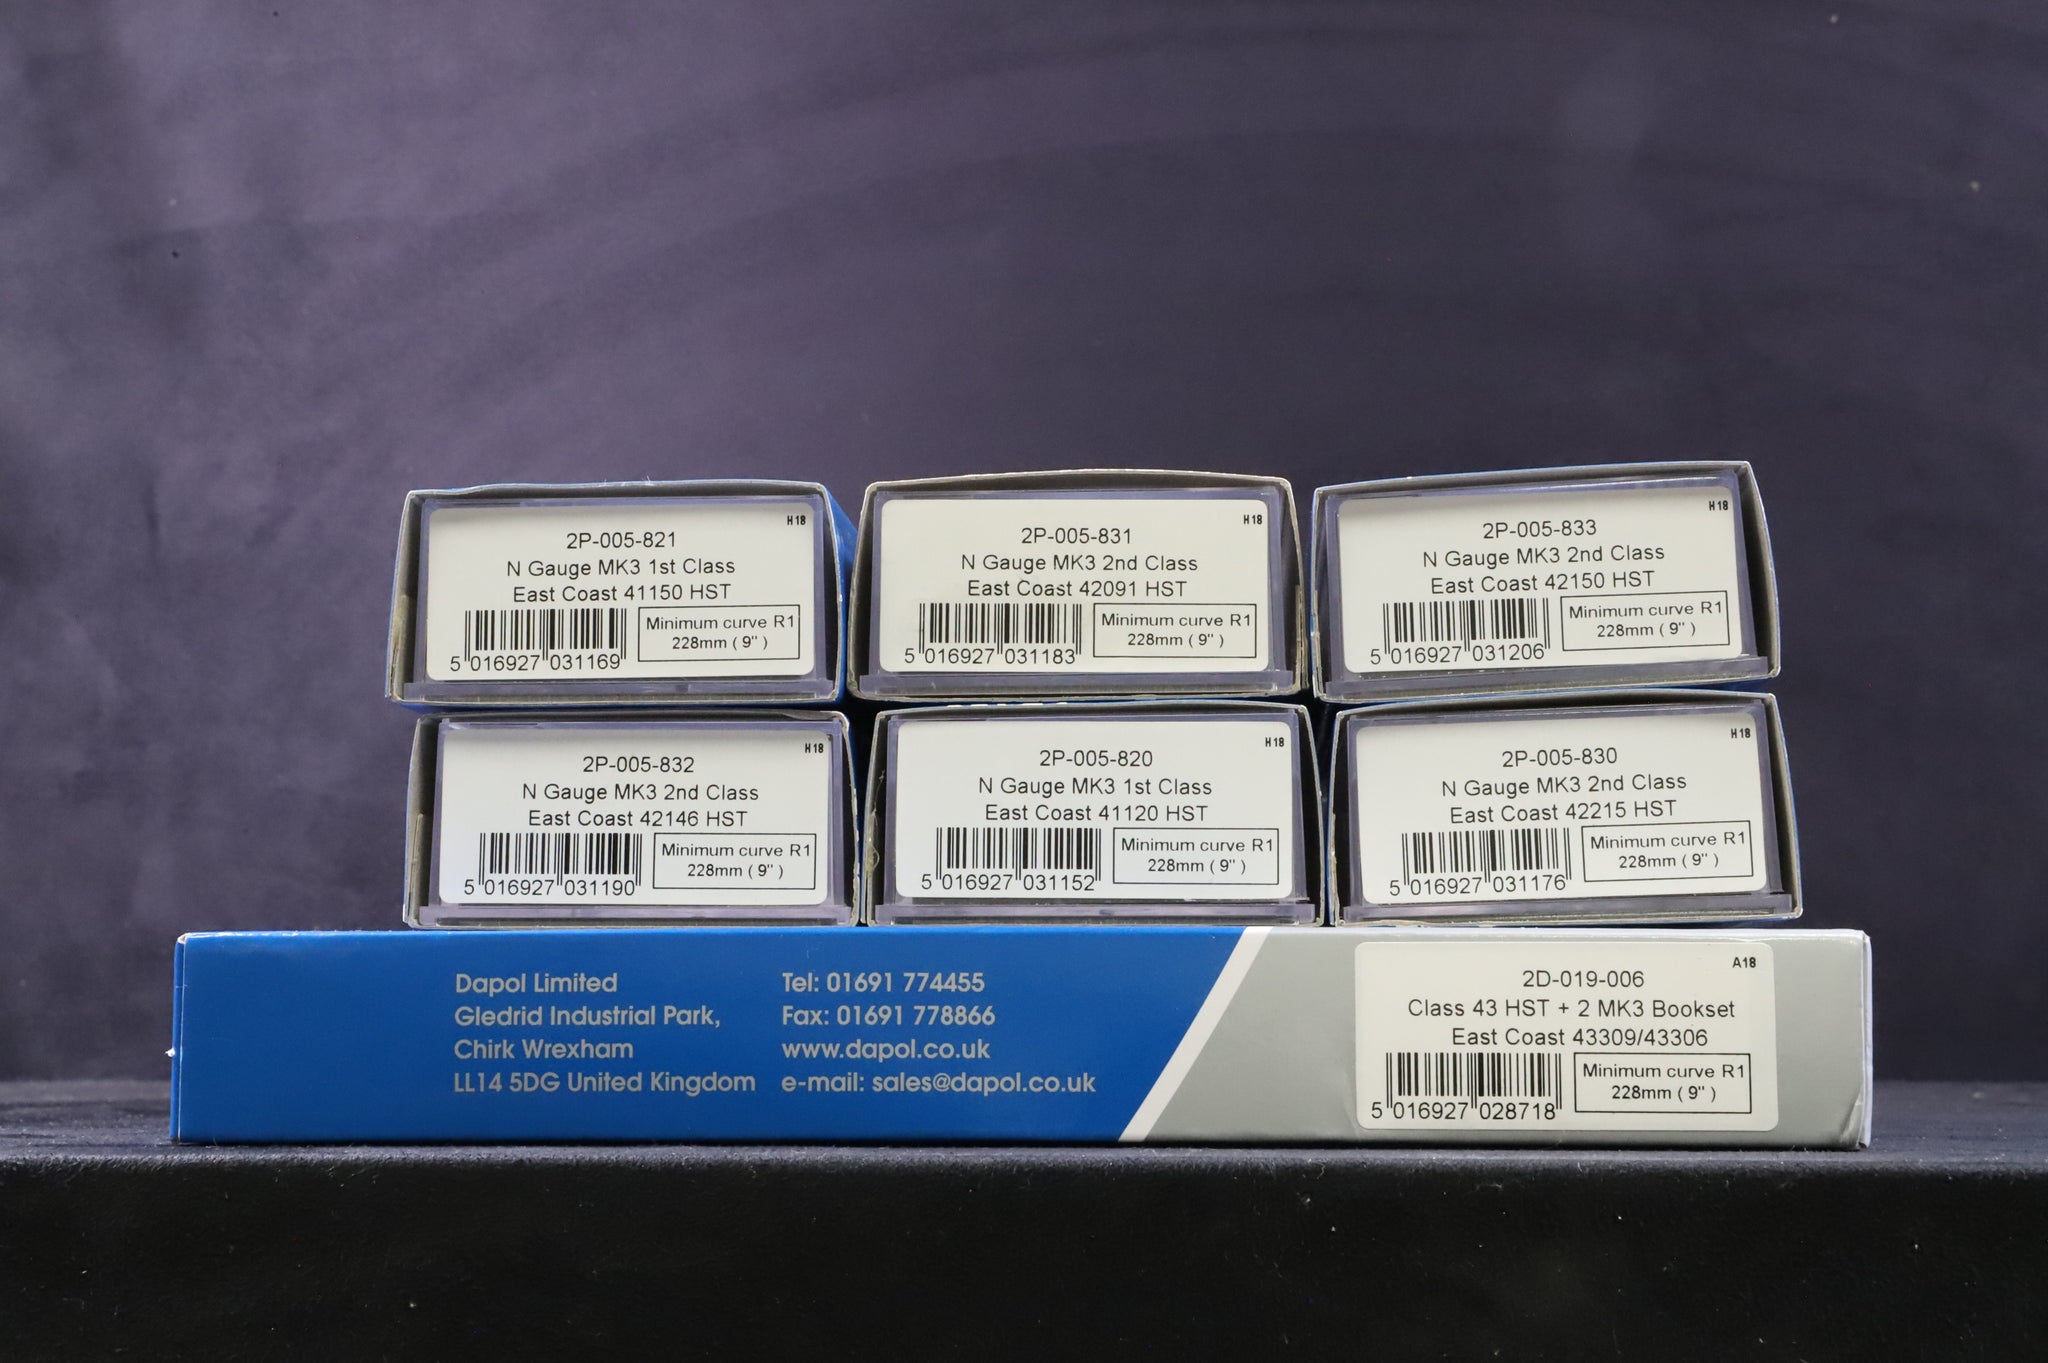 H18
2P-005-821
N Gauge MK3 1st Class
East Coast 41150 HST
Minimum curve R1
228mm ( 9" )
5 016927 031169
H18
2P-005-831
N Gauge MK3 2nd Class
East Coast 42091 HST
Minimum curve R1
228mm ( 9" )
5 016927 031183
H18
2P-005-833
N Gauge MK3 2nd Class
East Coast 42150 HST
Minimum curve R1
228mm ( 9" )
5 016927 031206
H18
2P-005-832
N Gauge MK3 2nd Class
East Coast 42146 HST
Minimum curve R1
228mm ( 9" )
5 016927 031190
H18
2P-005-820
N Gauge MK3 1st Class
East Coast 41120 HST
Minimum curve R1
228mm ( 9" )
5 016927 031152
H18
2P-005-830
N Gauge MK3 2nd Class
East Coast 42215 HST
Minimum curve R1
228mm ( 9" )
5 016927 031176
Dapol Limited
Gledrid Industrial Park,
Chirk Wrexham
LL14 5DG United Kingdom
Tel: 01691 774455
Fax: 01691 778866
www.dapol.co.uk
e-mail: sales@dapol.co.uk
A18
2D-019-006
Class 43 HST + 2 MK3 Bookset
East Coast 43309/43306
Minimum curve R1
228mm ( 9" )
5 016927 028718